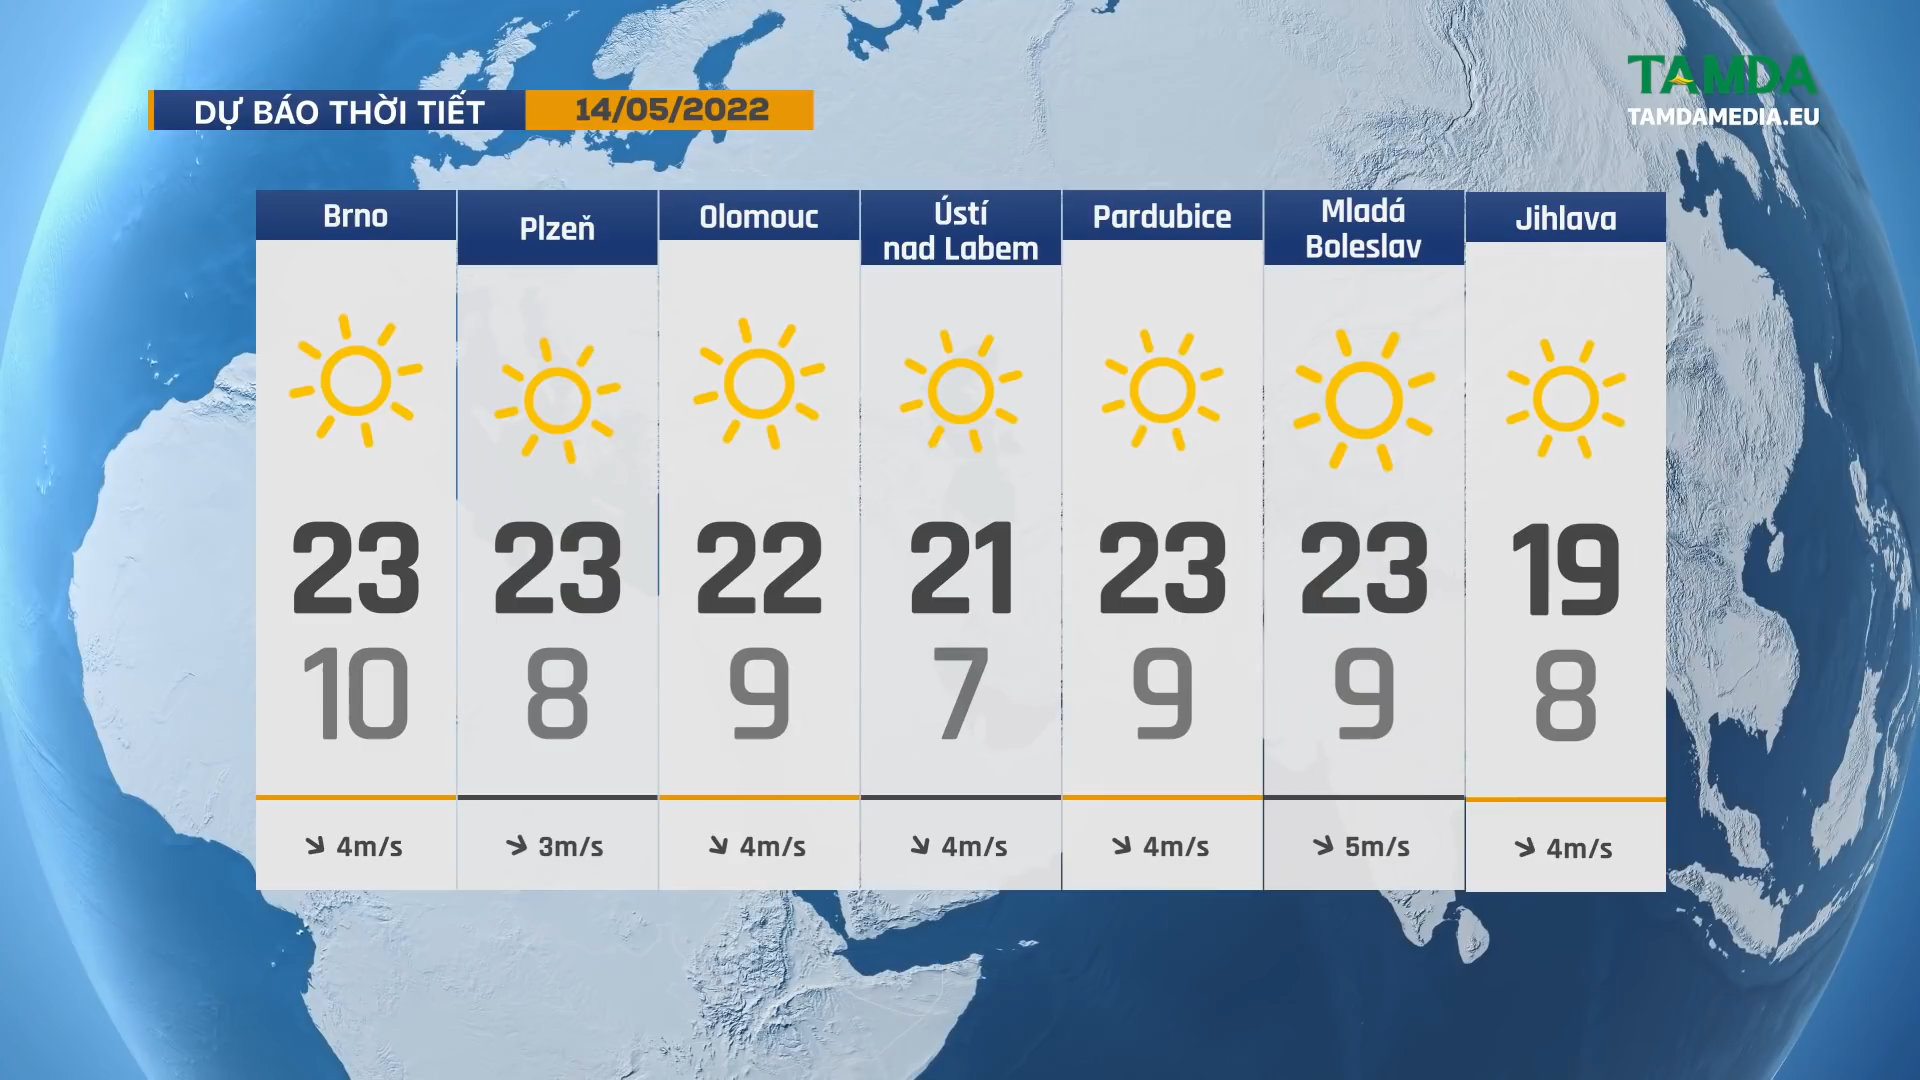 TAMDA
TAMDAMEDIA.EU
DỰ BÁO THỜI TIẾT 14/05/2022
Brno
23
10
4m/s
Plzeň
23
8
3m/s
Olomouc
22
9
4m/s
Ústí
nad Labem
21
7
4m/s
Pardubice
23
9
4m/s
Mladá
Boleslav
23
9
5m/s
Jihlava
19
8
4m/s